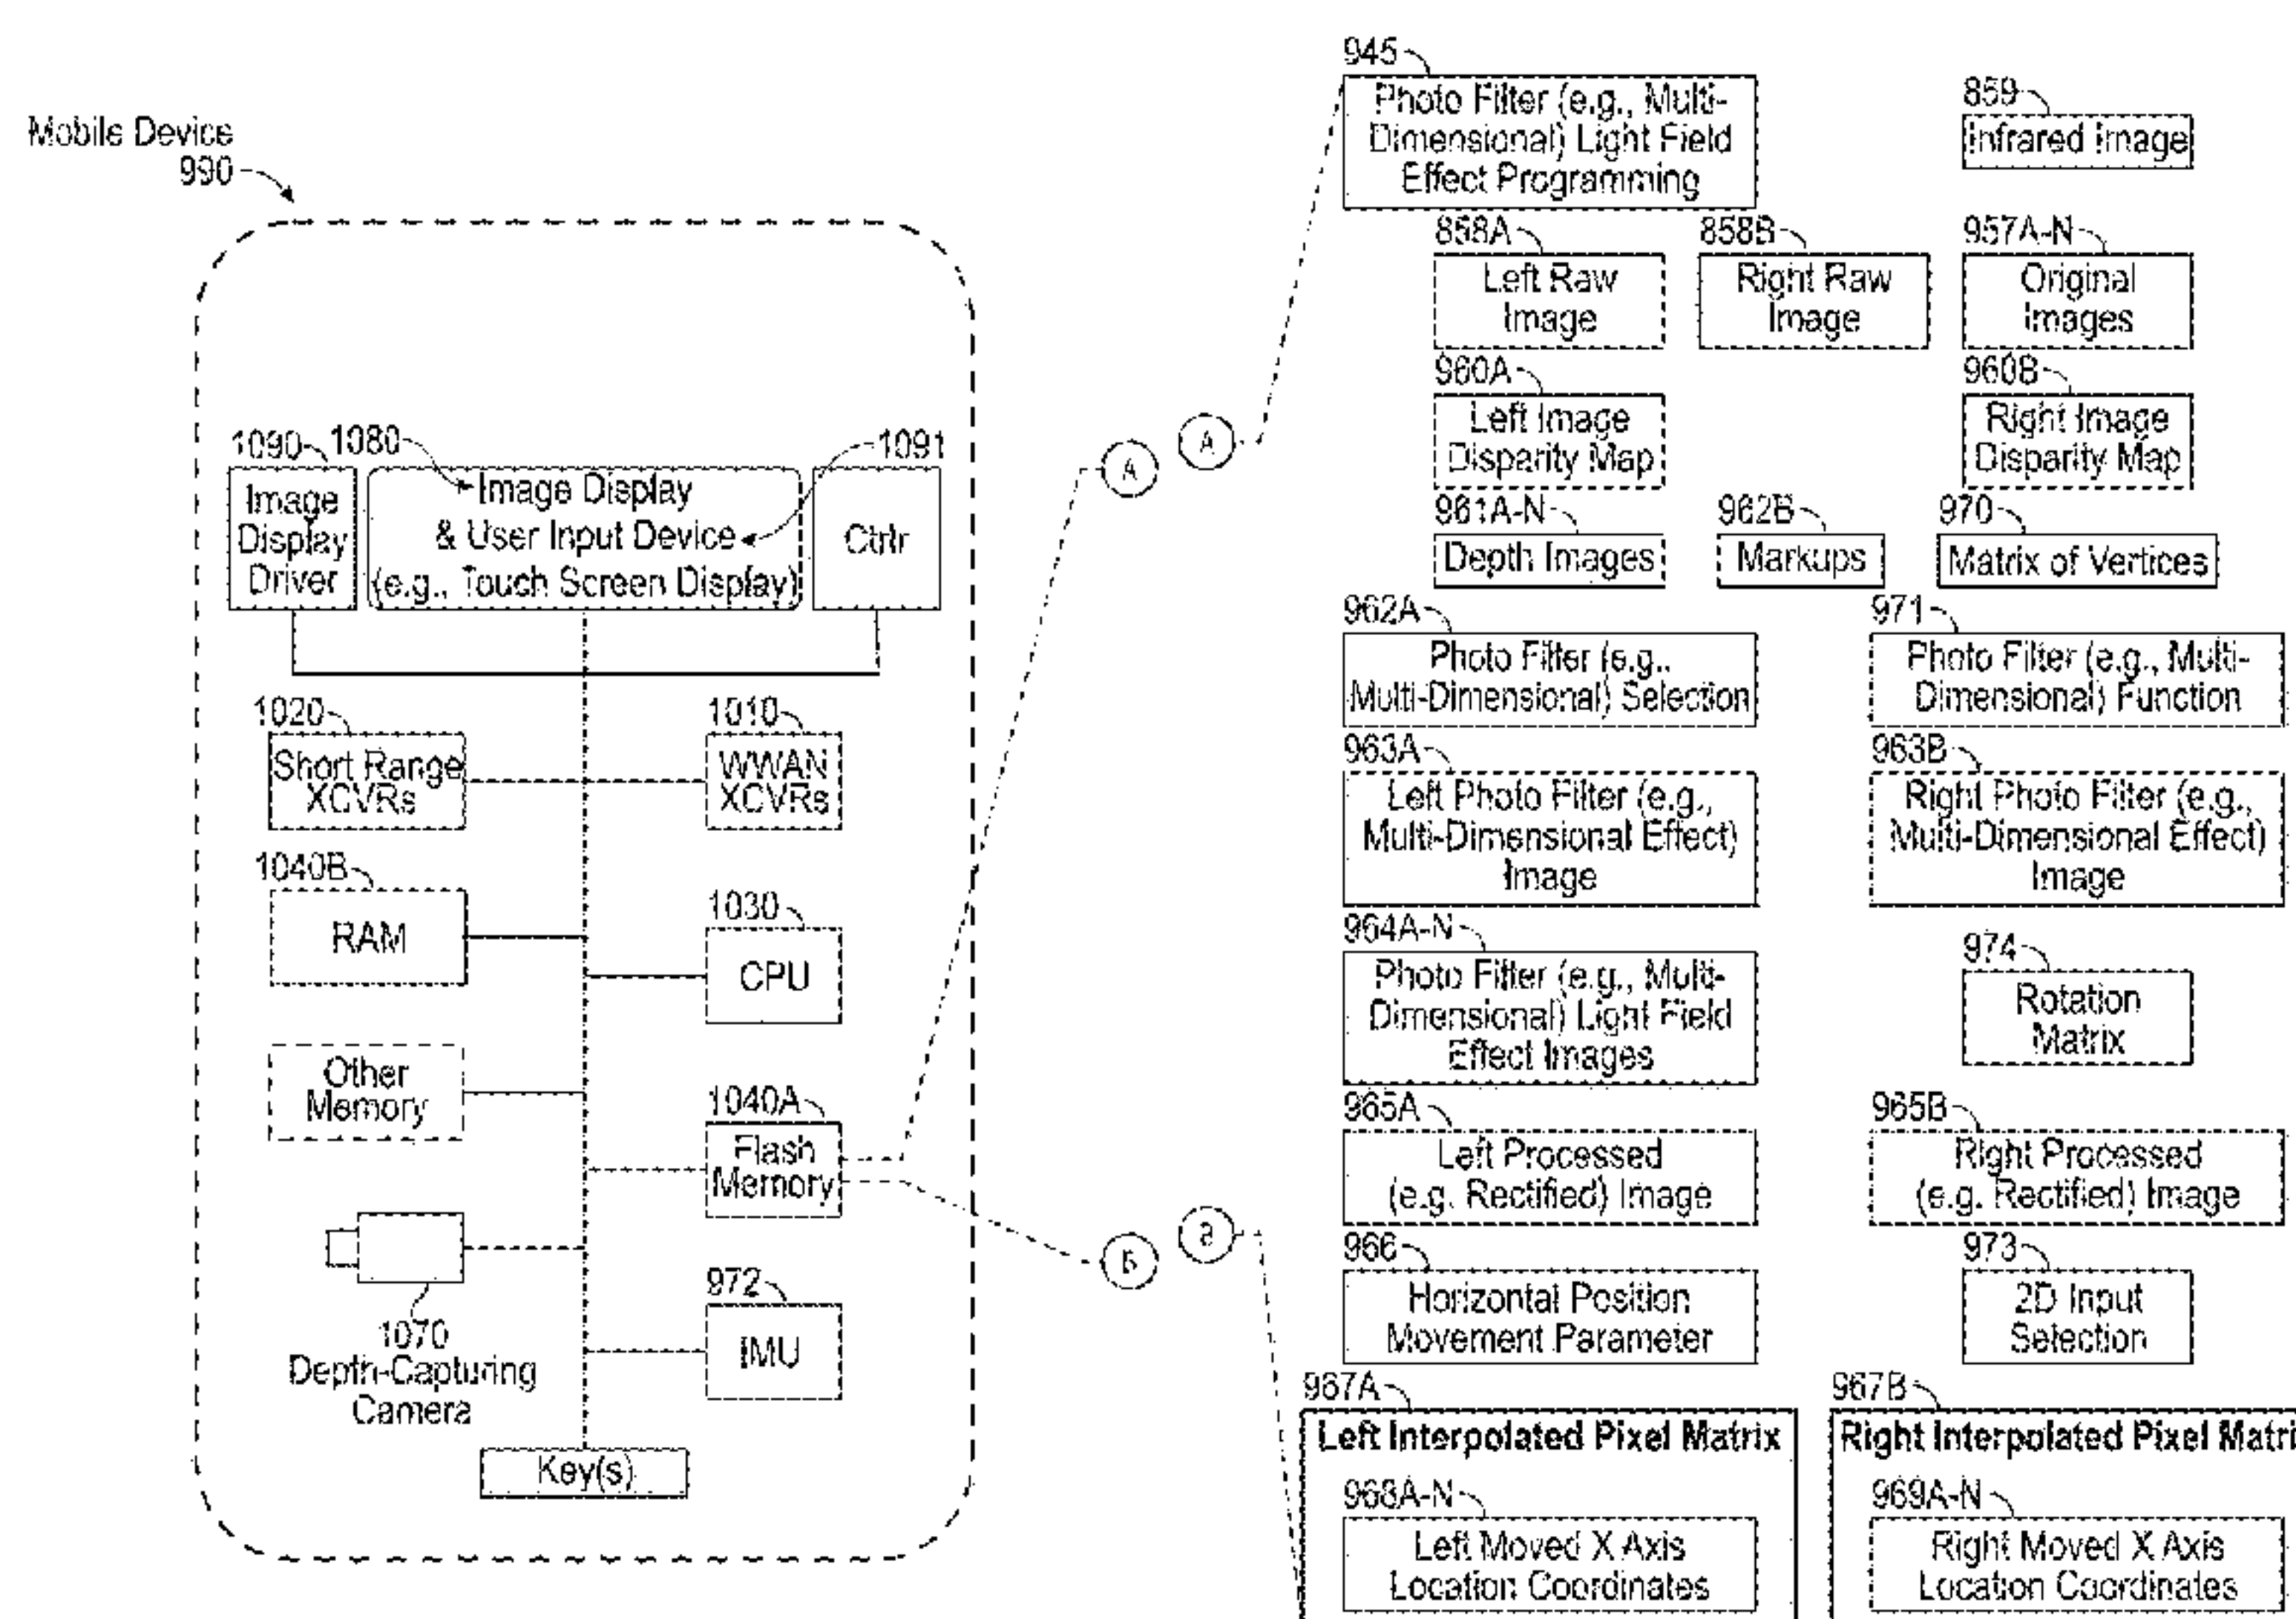 Mobile Device
990
1090
1080
1091
Image
Display
Driver
Image Display
& User Input Device
(e.g., Touch Screen Display)
Ctrlr
1020
Short Range
XCVRs
1010
WWAN
XCVRs
1040B
RAM
1030
CPU
Other
Memory
1040A
Flash
Memory
1070
Depth-Capturing
Camera
972
IMU
Key(s)
A
A
B
B
945
Photo Filter (e.g., Multi-
Dimensional) Light Field
Effect Programming
859
Infrared Image
858A
Left Raw
Image
858B
Right Raw
Image
957A-N
Original
Images
960A
Left Image
Disparity Map
960B
Right Image
Disparity Map
961A-N
Depth Images
962B
Markups
970
Matrix of Vertices
962A
Photo Filter (e.g.,
Multi-Dimensional) Selection
971
Photo Filter (e.g., Multi-
Dimensional) Function
963A
Left Photo Filter (e.g.,
Multi-Dimensional Effect)
Image
963B
Right Photo Filter (e.g.,
Multi-Dimensional Effect)
Image
964A-N
Photo Filter (e.g., Multi-
Dimensional) Light Field
Effect Images
974
Rotation
Matrix
965A
Left Processed
(e.g. Rectified) Image
965B
Right Processed
(e.g. Rectified) Image
966
Horizontal Position
Movement Parameter
973
2D Input
Selection
967A
Left Interpolated Pixel Matrix
968A-N
Left Moved X Axis
Location Coordinates
967B
Right Interpolated Pixel Matri
969A-N
Right Moved X Axis
Location Coordinates